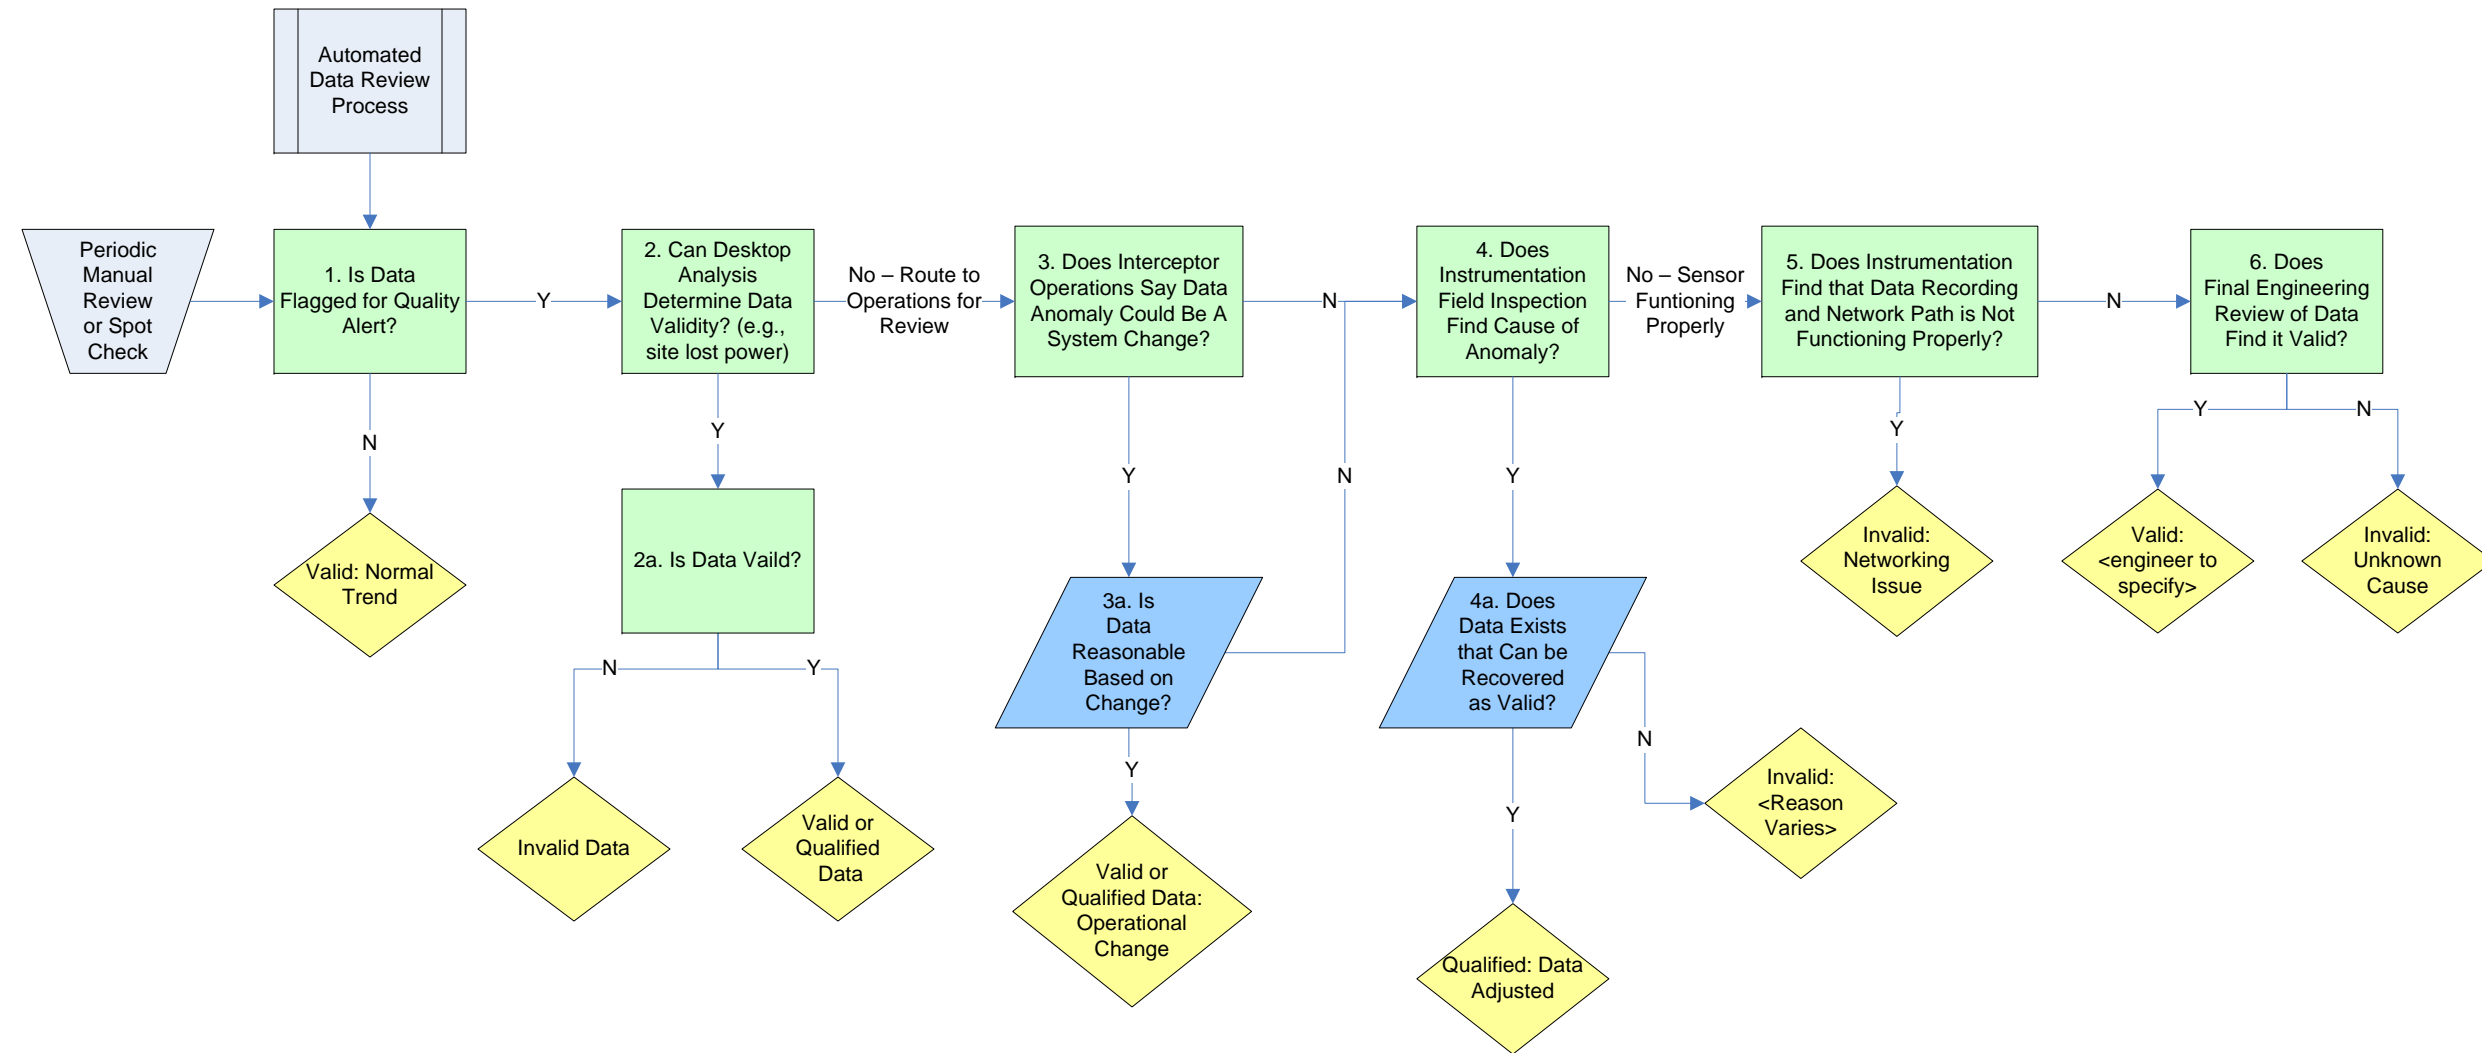 Automated
Data Review
Process
Periodic
Manual
Review
or Spot
Check
1. Is Data
Flagged for Quality
Alert?
Y
2. Can Desktop
Analysis
Determine Data
Validity? (e.g.,
site lost power)
No – Route to
Operations for
Review
3. Does Interceptor
Operations Say Data
Anomaly Could Be A
System Change?
N
4. Does
Instrumentation
Field Inspection
Find Cause of
Anomaly?
No – Sensor
Funtioning
Properly
5. Does Instrumentation
Find that Data Recording
and Network Path is Not
Functioning Properly?
N
6. Does
Final Engineering
Review of Data
Find it Valid?
N
Y
Y
N
Y
Y
Y
N
Valid: Normal
Trend
2a. Is Data Vaild?
N
Y
Invalid Data
Valid or
Qualified
Data
3a. Is
Data
Reasonable
Based on
Change?
Y
Valid or
Qualified Data:
Operational
Change
4a. Does
Data Exists
that Can be
Recovered
as Valid?
N
Y
Invalid:
<Reason
Varies>
Qualified: Data
Adjusted
Invalid:
Networking
Issue
Valid:
<engineer to
specify>
Invalid:
Unknown
Cause